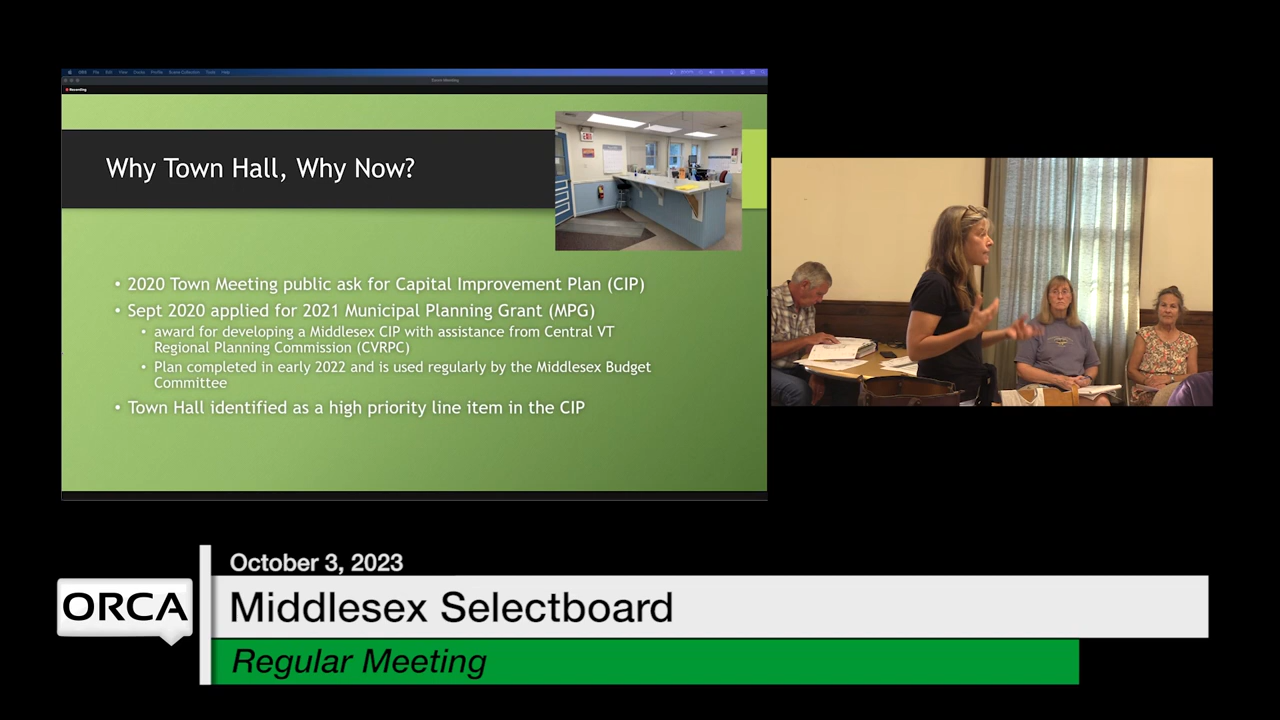 Recording
Why Town Hall, Why Now?
• 2020 Town Meeting public ask for Capital Improvement Plan (CIP)
• Sept 2020 applied for 2021 Municipal Planning Grant (MPG)
• award for developing a Middlesex CIP with assistance from Central VT
Regional Planning Commission (CVRPC)
• Plan completed in early 2022 and is used regularly by the Middlesex Budget
Committee
• Town Hall identified as a high priority line item in the CIP
October 3, 2023
ORCA
Middlesex Selectboard
Regular Meeting